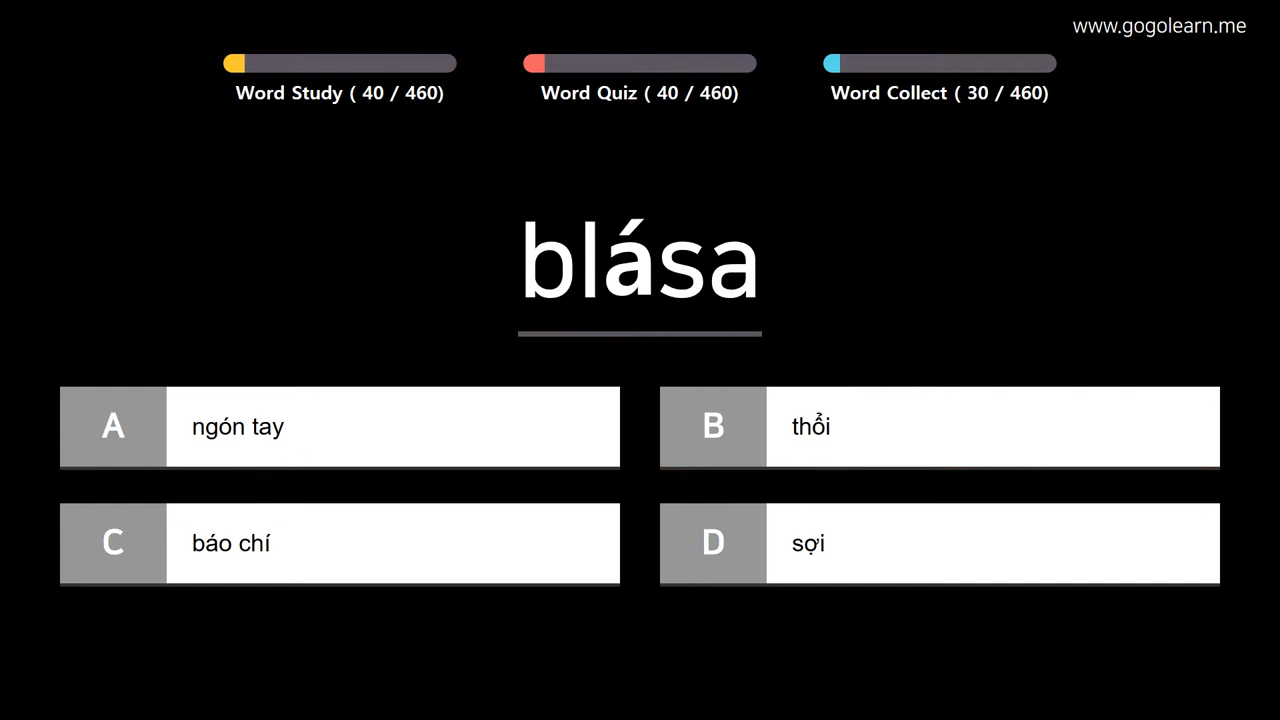 www.gogolearn.me
Word Study ( 40 / 460)
Word Quiz ( 40 / 460)
Word Collect ( 30 / 460)
blása
A ngón tay
B thổi
C báo chí
D sợi